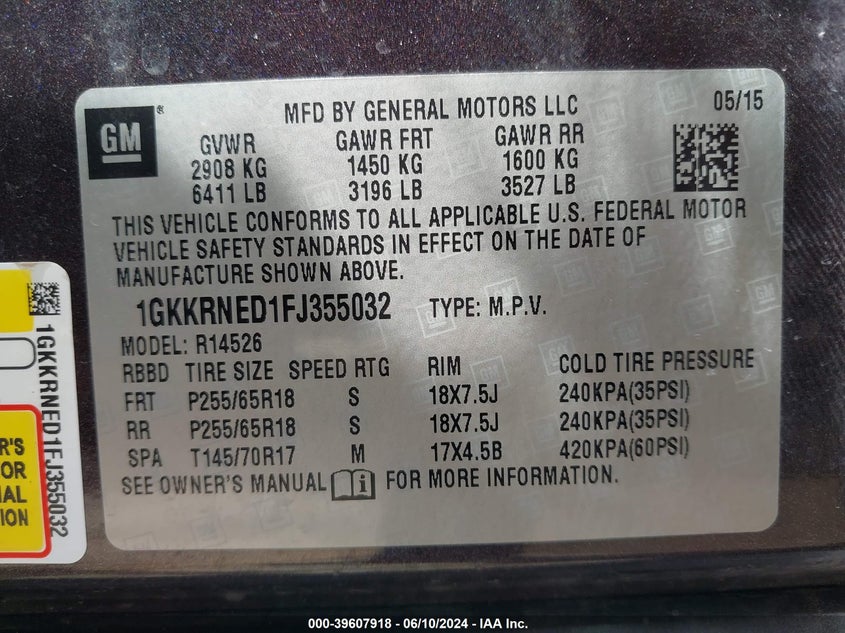 GM ®
MFD BY GENERAL MOTORS LLC 05/15
GVWR GAWR FRT GAWR RR
2908 KG 1450 KG 1600 KG
6411 LB 3196 LB 3527 LB
THIS VEHICLE CONFORMS TO ALL APPLICABLE U.S. FEDERAL MOTOR
VEHICLE SAFETY STANDARDS IN EFFECT ON THE DATE OF
MANUFACTURE SHOWN ABOVE.
1GKKRNED1FJ355032 TYPE: M.P.V.
MODEL: R14526
RBBD TIRE SIZE SPEED RTG RIM COLD TIRE PRESSURE
FRT P255/65R18 S 18X7.5J 240KPA(35PSI)
RR P255/65R18 S 18X7.5J 240KPA(35PSI)
SPA T145/70R17 M 17X4.5B 420KPA(60PSI)
SEE OWNER'S MANUAL i FOR MORE INFORMATION.
1GKKRNED1FJ355032
000-39607918 - 06/10/2024 - IAA Inc.